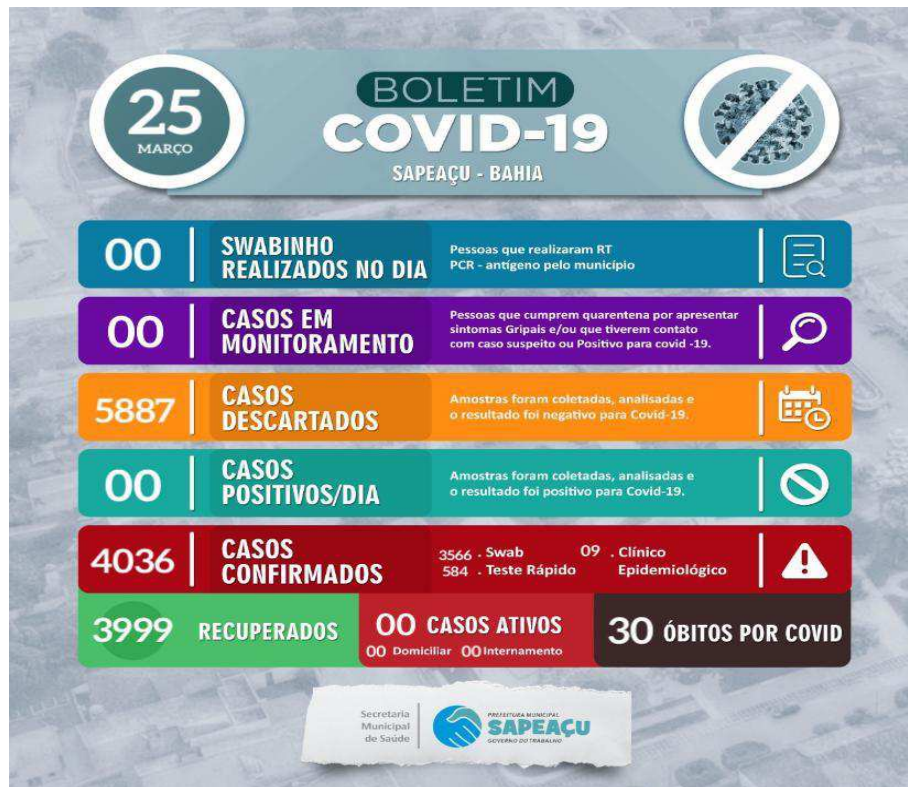 25
MARÇO
BOLETIM
COVID-19
SAPEAÇU - BAHIA
00
SWABINHO
REALIZADOS NO DIA
Pessoas que realizaram RT
PCR - antígeno pelo município
00
CASOS EM
MONITORAMENTO
Pessoas que cumprem quarentena por apresentar
sintomas Gripais e/ou que tiverem contato
com caso suspeito ou Positivo para covid -19.
5887
CASOS
DESCARTADOS
Amostras foram coletadas, analisadas e
o resultado foi negativo para Covid-19.
00
CASOS
POSITIVOS/DIA
Amostras foram coletadas, analisadas e
o resultado foi positivo para Covid-19.
4036
CASOS
CONFIRMADOS
3566 . Swab
584 . Teste Rápido
09 . Clínico
Epidemiológico
3999 RECUPERADOS
00 CASOS ATIVOS
00 Domiciliar 00 Internamento
30 ÓBITOS POR COVID
Secretaria
Municipal
de Saúde
PREFEITURA MUNICIPAL
SAPEAÇU
GOVERNO DO TRABALHO